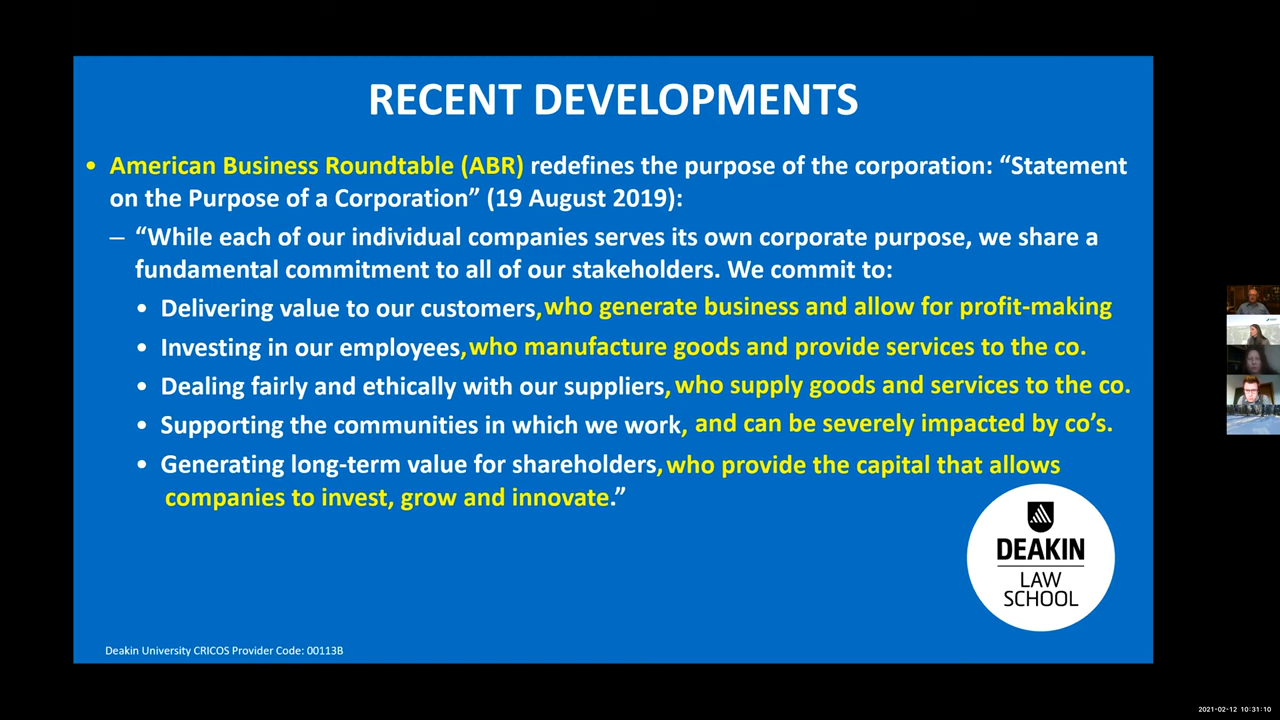 RECENT DEVELOPMENTS
• American Business Roundtable (ABR) redefines the purpose of the corporation: “Statement
on the Purpose of a Corporation” (19 August 2019):
– “While each of our individual companies serves its own corporate purpose, we share a
fundamental commitment to all of our stakeholders. We commit to:
• Delivering value to our customers, who generate business and allow for profit-making
• Investing in our employees, who manufacture goods and provide services to the co.
• Dealing fairly and ethically with our suppliers, who supply goods and services to the co.
• Supporting the communities in which we work, and can be severely impacted by co’s.
• Generating long-term value for shareholders, who provide the capital that allows
companies to invest, grow and innovate.”
DEAKIN
LAW
SCHOOL
Deakin University CRICOS Provider Code: 00113B
2021-02-12 10:31:10